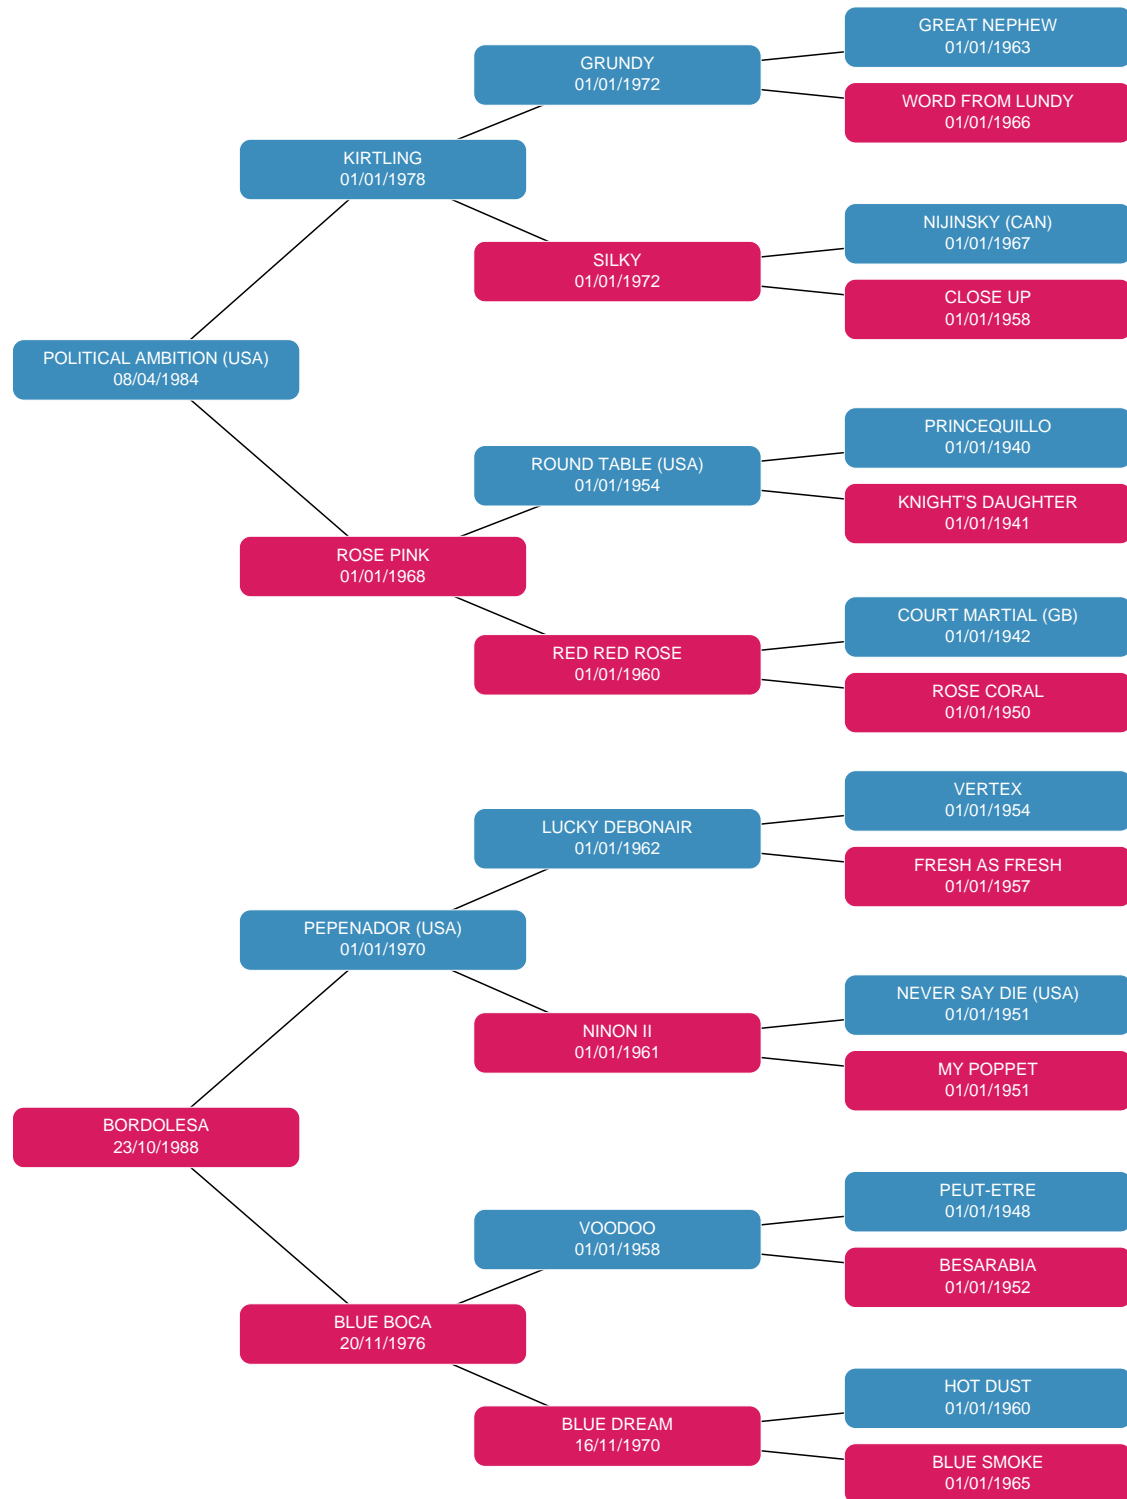 GREAT NEPHEW
01/01/1963
GRUNDY
01/01/1972
WORD FROM LUNDY
01/01/1966
KIRTLING
01/01/1978
NIJINSKY (CAN)
01/01/1967
SILKY
01/01/1972
CLOSE UP
01/01/1958
POLITICAL AMBITION (USA)
08/04/1984
PRINCEQUILLO
01/01/1940
ROUND TABLE (USA)
01/01/1954
KNIGHT'S DAUGHTER
01/01/1941
ROSE PINK
01/01/1968
COURT MARTIAL (GB)
01/01/1942
RED RED ROSE
01/01/1960
ROSE CORAL
01/01/1950
VERTEX
01/01/1954
LUCKY DEBONAIR
01/01/1962
FRESH AS FRESH
01/01/1957
PEPENADOR (USA)
01/01/1970
NEVER SAY DIE (USA)
01/01/1951
NINON II
01/01/1961
MY POPPET
01/01/1951
BORDOLESA
23/10/1988
PEUT-ETRE
01/01/1948
VOODOO
01/01/1958
BESARABIA
01/01/1952
BLUE BOCA
20/11/1976
HOT DUST
01/01/1960
BLUE DREAM
16/11/1970
BLUE SMOKE
01/01/1965